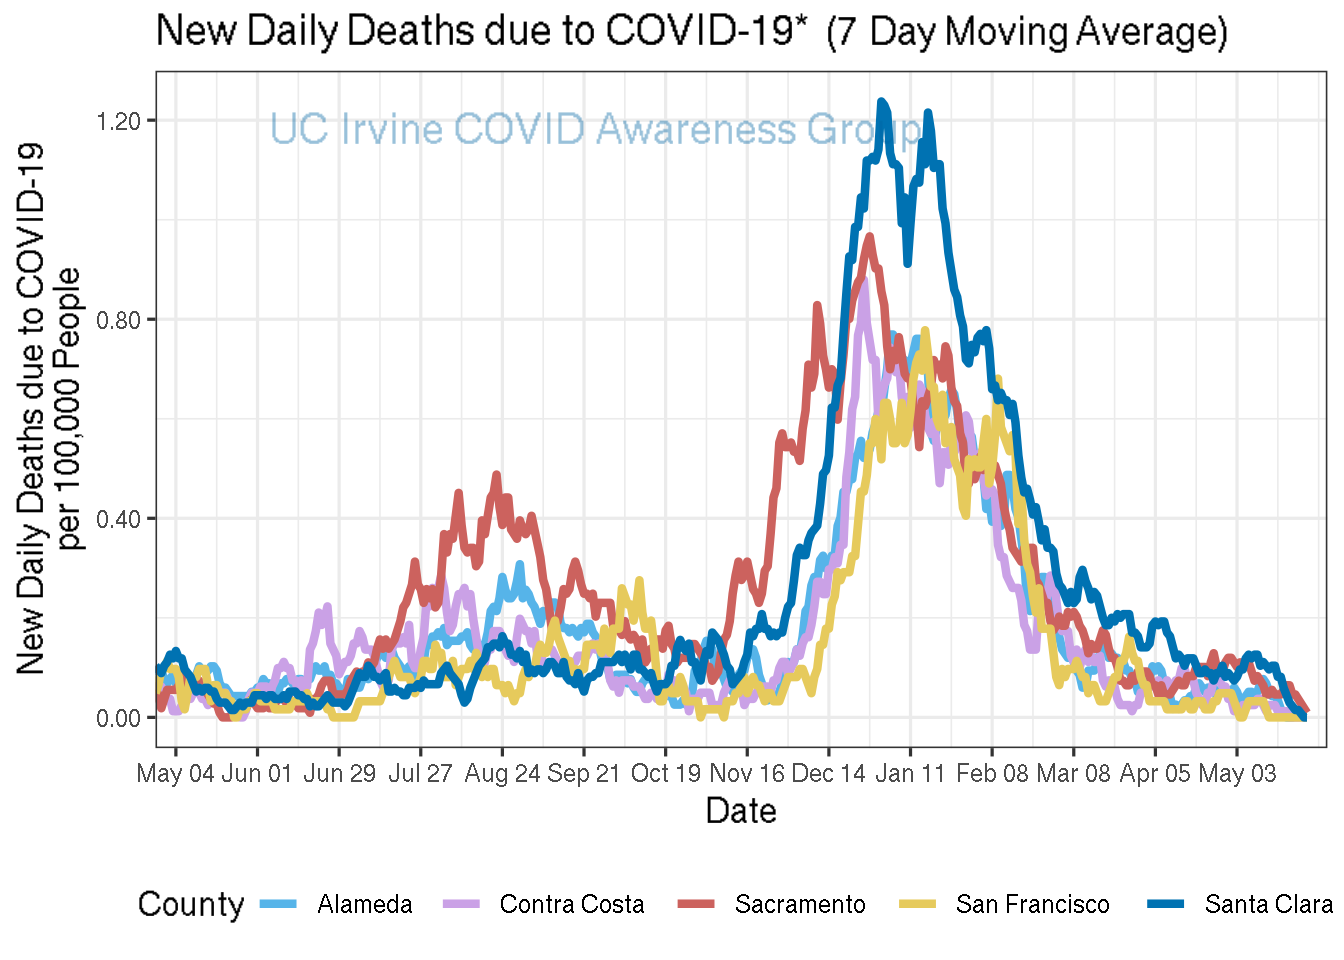 New Daily Deaths due to COVID-19* (7 Day Moving Average)
UC Irvine COVID Awareness Group
New Daily Deaths due to COVID-19
per 100,000 People
1.20
0.80
0.40
0.00
May 04 Jun 01 Jun 29 Jul 27 Aug 24 Sep 21 Oct 19 Nov 16 Dec 14 Jan 11 Feb 08 Mar 08 Apr 05 May 03
Date
County Alameda Contra Costa Sacramento San Francisco Santa Clara